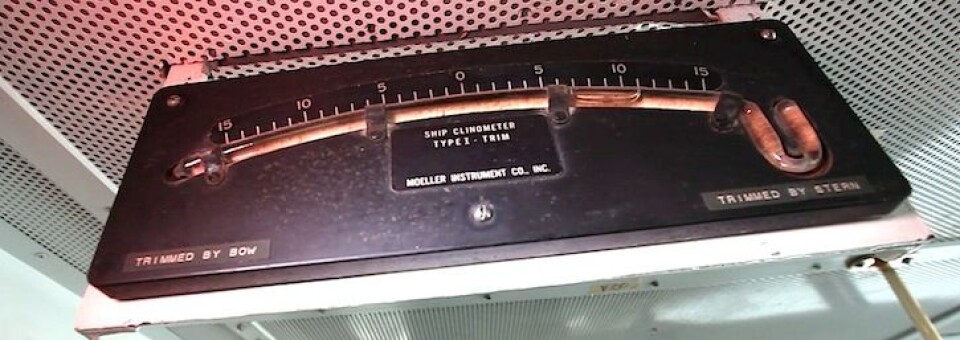 15 10 5 0 5 10 15
SHIP CLINOMETER
TYPE I - TRIM
MOELLER INSTRUMENT CO., INC.
TRIMMED BY STERN
TRIMMED BY BOW